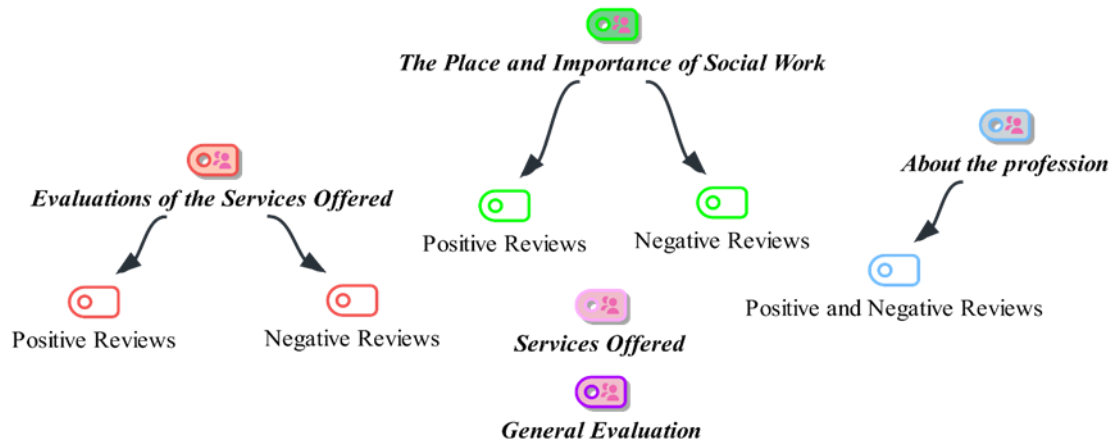 The Place and Importance of Social Work
About the profession
Evaluations of the Services Offered
Positive Reviews
Negative Reviews
Positive and Negative Reviews
Positive Reviews
Negative Reviews
Services Offered
General Evaluation